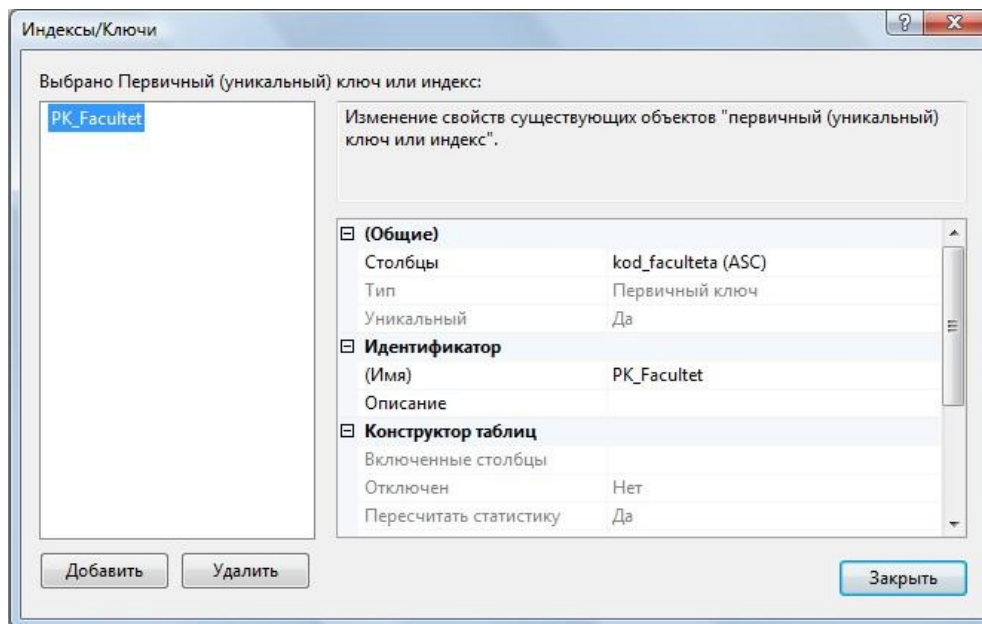 Индексы/Ключи
Выбрано Первичный (уникальный) ключ или индекс:
PK_Facultet
Изменение свойств существующих объектов "первичный (уникальный)
ключ или индекс".
(Общие)
Столбцы kod_faculteta (ASC)
Тип Первичный ключ
Уникальный Да
Идентификатор
(Имя) PK_Facultet
Описание
Конструктор таблиц
Включенные столбцы
Отключен Нет
Пересчитать статистику Да
Добавить Удалить
Закрыть